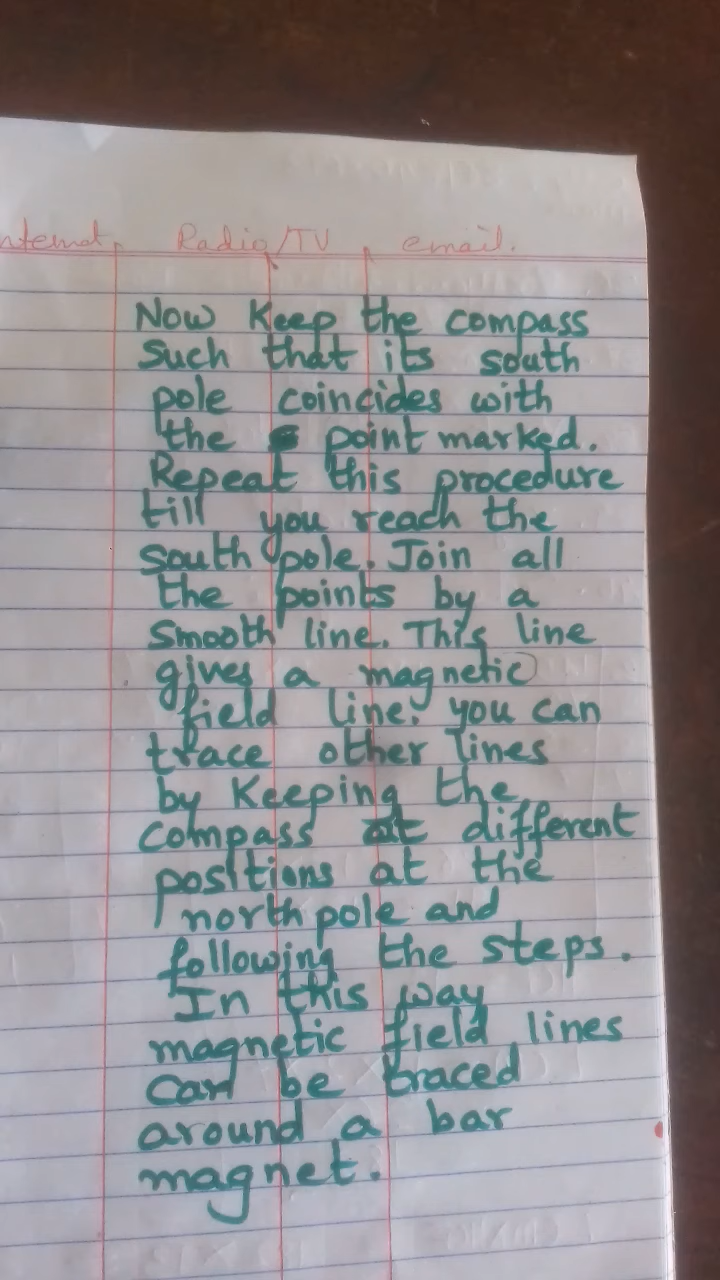 Radio/TV email.
Now Keep the compass
Such that its south
pole coincides with
the point marked.
Repeat this procedure
till you reach the
south pole. Join all
the points by a
Smooth line. This line
gives a magnetic
field line. you can
trace other lines
by Keeping the
compass at different
positions at the
north pole and
following the steps.
In this way
magnetic field lines
can be traced
around a bar
magnet.